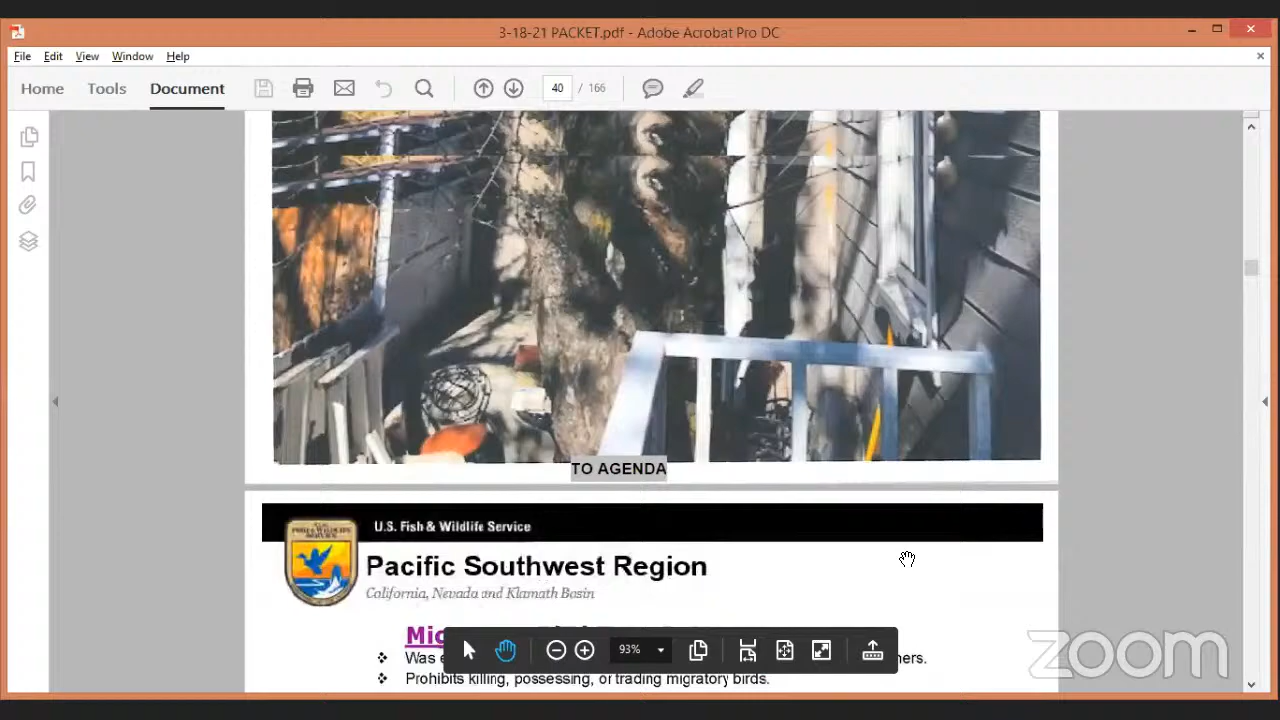 3-18-21 PACKET.pdf - Adobe Acrobat Pro DC
File Edit View Window Help
Home Tools Document 40 / 166
TO AGENDA
U.S. Fish & Wildlife Service
Pacific Southwest Region
California, Nevada and Klamath Basin
Was
Prohibits killing, possessing, or trading migratory birds.
93%
zoom